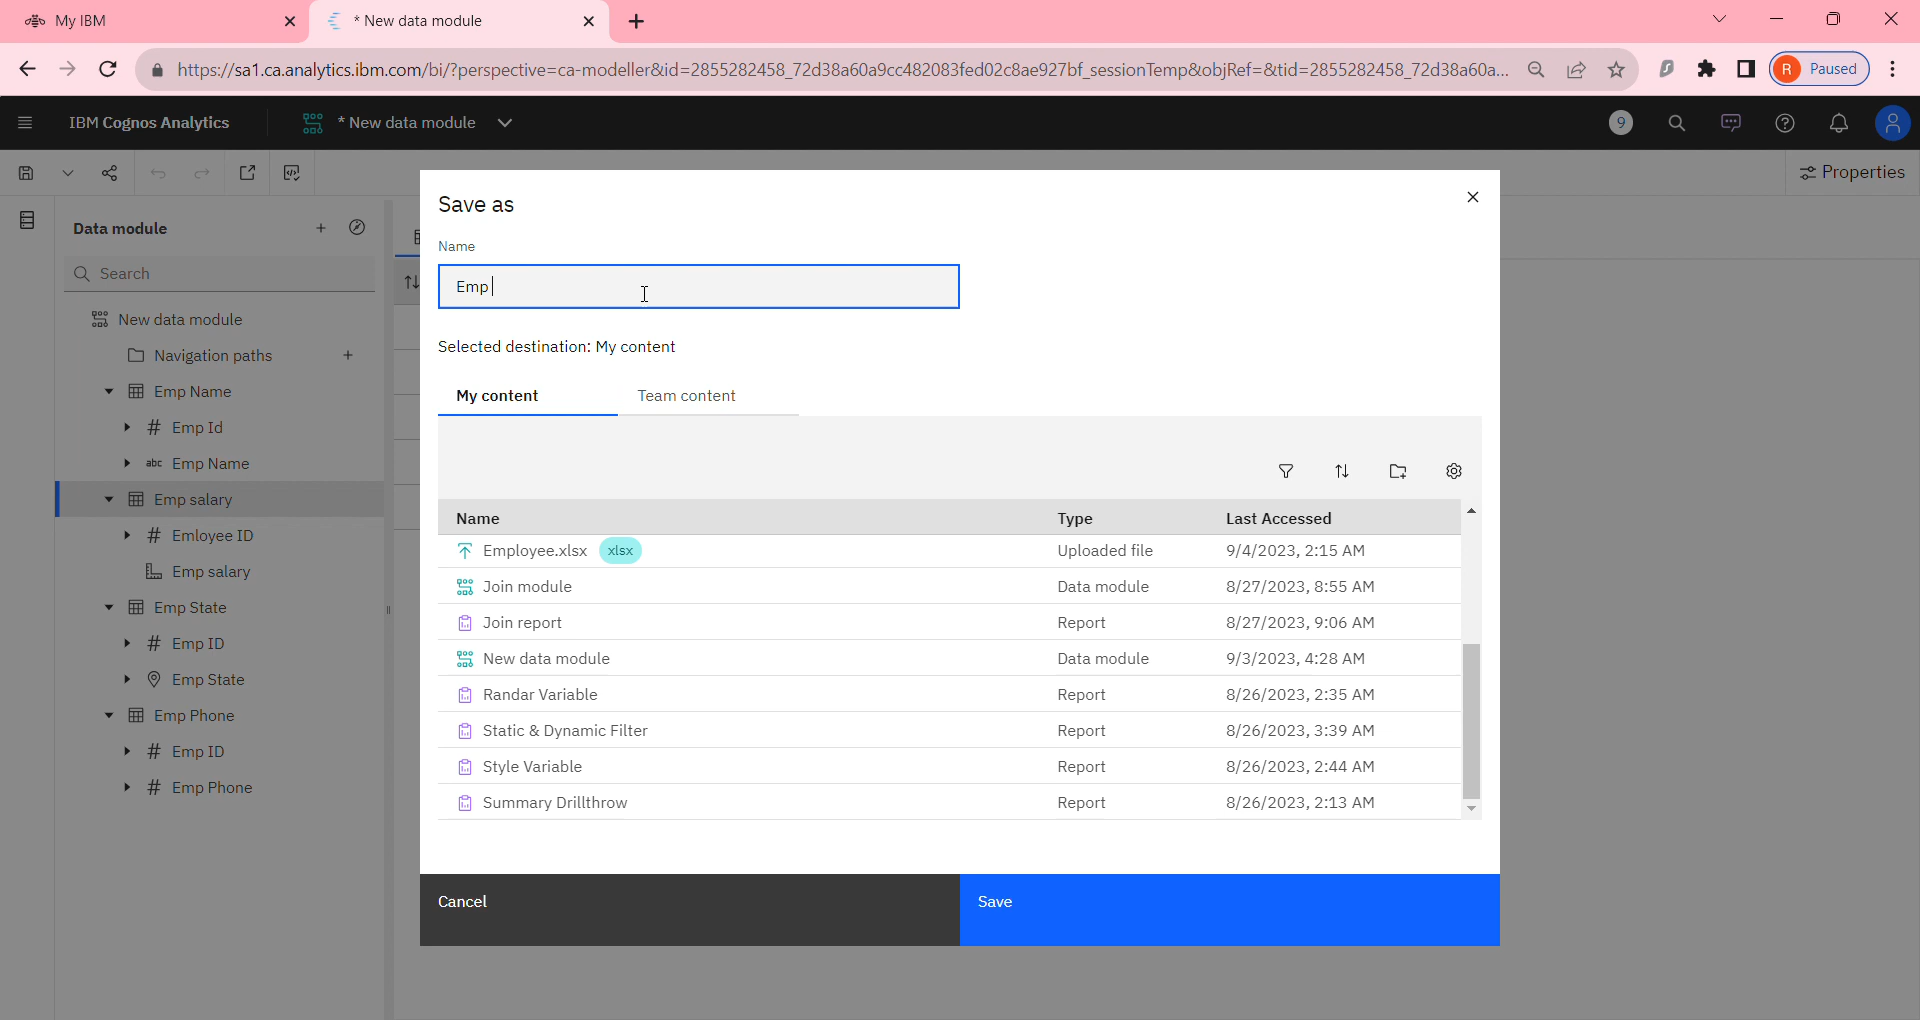 My IBM
* New data module
https://sa1.ca.analytics.ibm.com/bi/?perspective=ca-modeller&id=2855282458_72d38a60a9cc482083fed02c8ae927bf_sessionTemp&objRef=&tid=2855282458_72d38a60a...
R Paused
IBM Cognos Analytics
* New data module
9
Properties
Data module
Search
New data module
Navigation paths
Emp Name
# Emp Id
abc Emp Name
Emp salary
# Emloyee ID
Emp salary
Emp State
# Emp ID
Emp State
Emp Phone
# Emp ID
# Emp Phone
Save as
Name
Emp
Selected destination: My content
My content Team content
Name Type Last Accessed
Employee.xlsx xlsx Uploaded file 9/4/2023, 2:15 AM
Join module Data module 8/27/2023, 8:55 AM
Join report Report 8/27/2023, 9:06 AM
New data module Data module 9/3/2023, 4:28 AM
Randar Variable Report 8/26/2023, 2:35 AM
Static & Dynamic Filter Report 8/26/2023, 3:39 AM
Style Variable Report 8/26/2023, 2:44 AM
Summary Drillthrow Report 8/26/2023, 2:13 AM
Cancel Save